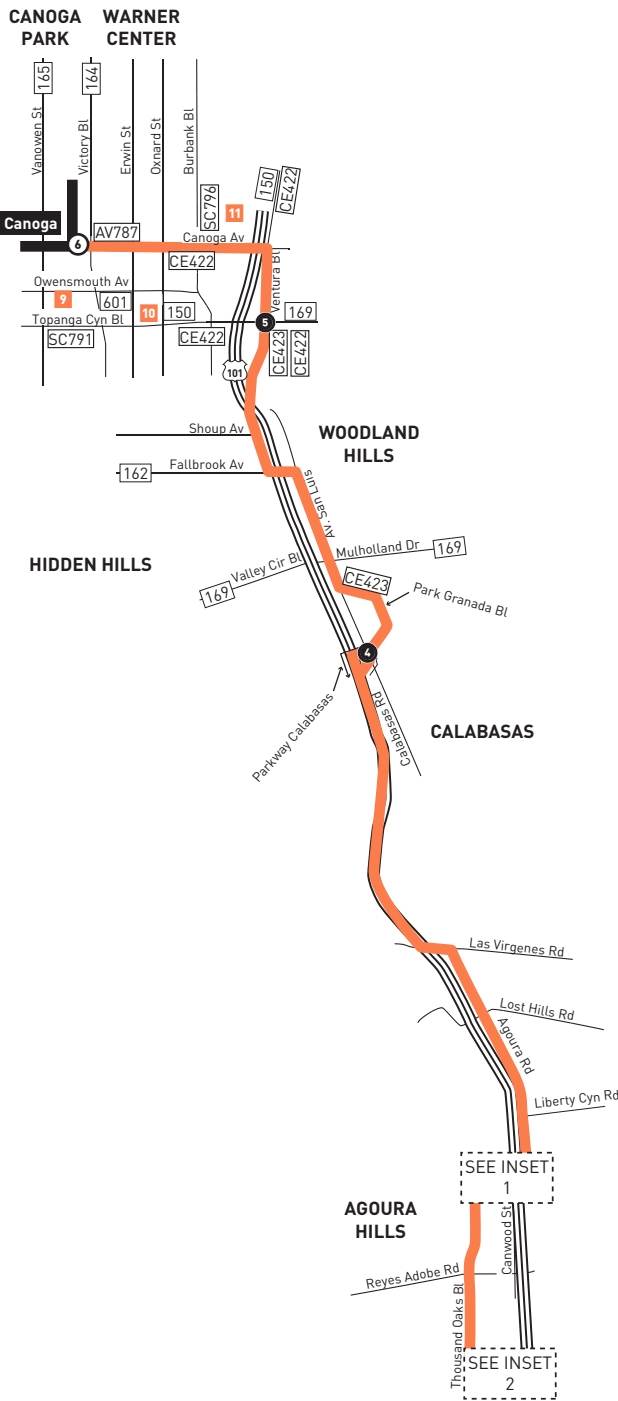 CANOGA
PARK
WARNER
CENTER
165
164
Vanowen St
Victory Bl
Erwin St
Oxnard St
Burbank Bl
150
CE422
SC796
11
Canoga
6
AV787
Canoga Av
CE422
Ventura Bl
Owensmouth Av
9
601
10
150
169
Topanga Cyn Bl
5
SC791
CE422
CE423
CE422
101
Shoup Av
WOODLAND
HILLS
162
Fallbrook Av
Av. San Luis
HIDDEN HILLS
Valley Cir Bl
Mulholland Dr
169
169
CE423
Park Granada Bl
4
Parkway Calabasas
Calabasas Rd
CALABASAS
Las Virgenes Rd
Lost Hills Rd
Agoura Rd
Liberty Cyn Rd
SEE INSET
1
AGOURA
HILLS
Canwood St
Reyes Adobe Rd
Thousand Oaks Bl
SEE INSET
2